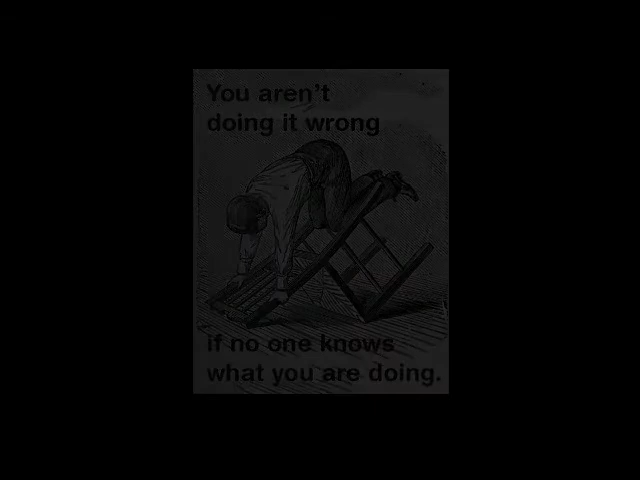 You aren't
doing it wrong
if no one knows
what you are doing.